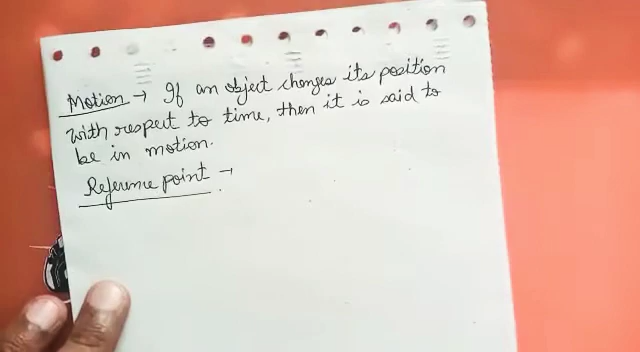 Motion → If an object changes its position
with respect to time, then it is said to
be in motion.
Reference point →